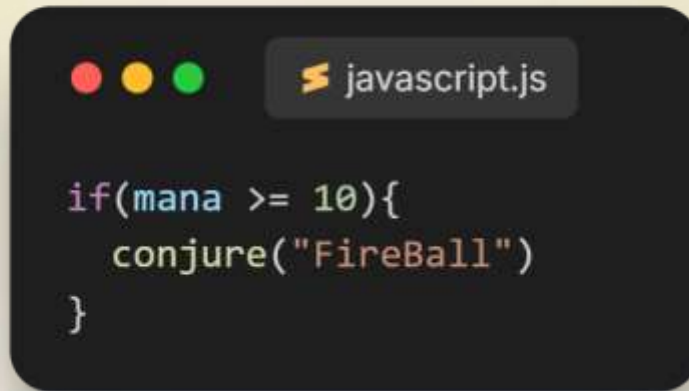 javascript.js
if(mana >= 10){
  conjure("FireBall")
}